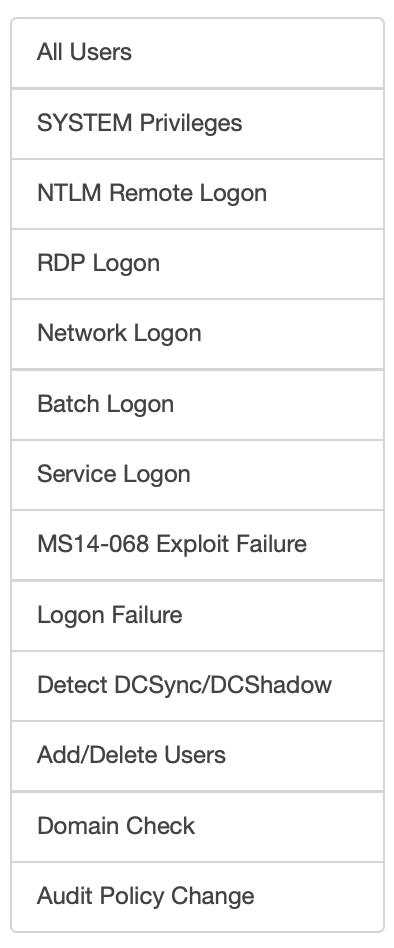 All Users
SYSTEM Privileges
NTLM Remote Logon
RDP Logon
Network Logon
Batch Logon
Service Logon
MS14-068 Exploit Failure
Logon Failure
Detect DCSync/DCShadow
Add/Delete Users
Domain Check
Audit Policy Change